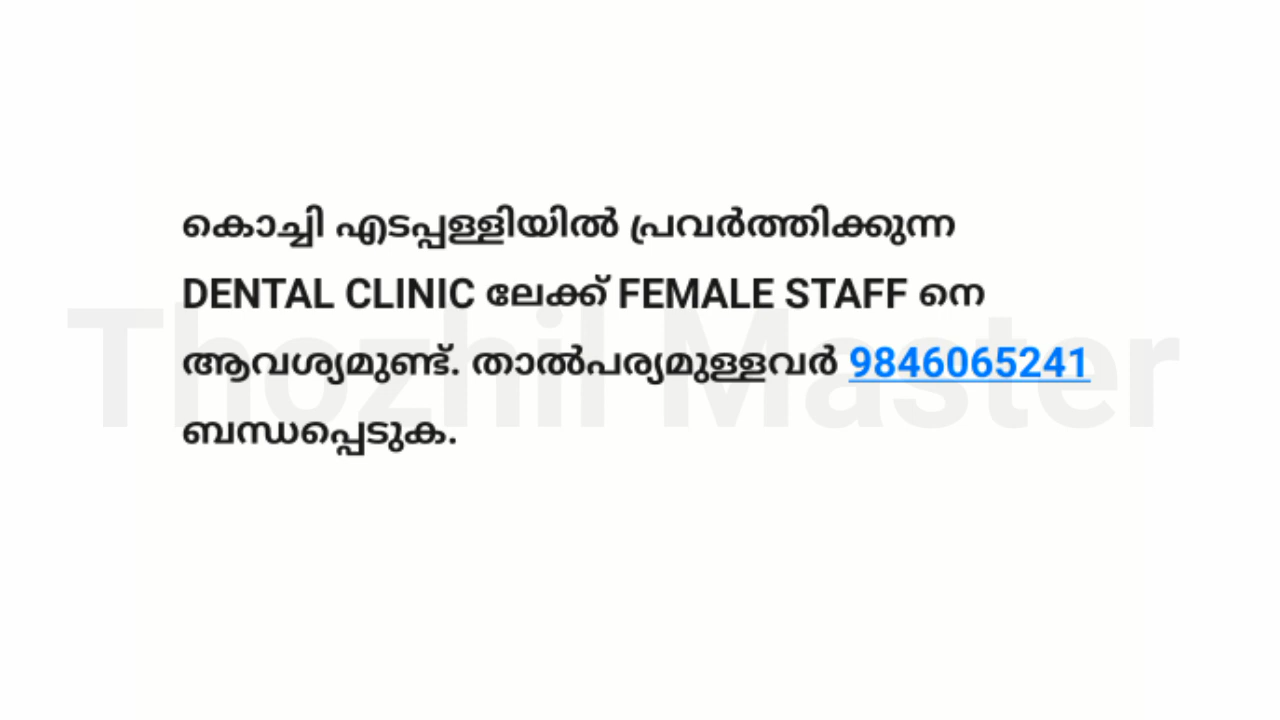 കൊച്ചി എടപ്പള്ളിയിൽ പ്രവർത്തിക്കുന്ന
DENTAL CLINIC ലേക്ക് FEMALE STAFF നെ
ആവശ്യമുണ്ട്. താൽപര്യമുള്ളവർ 9846065241
ബന്ധപ്പെടുക.
Thozhil Master